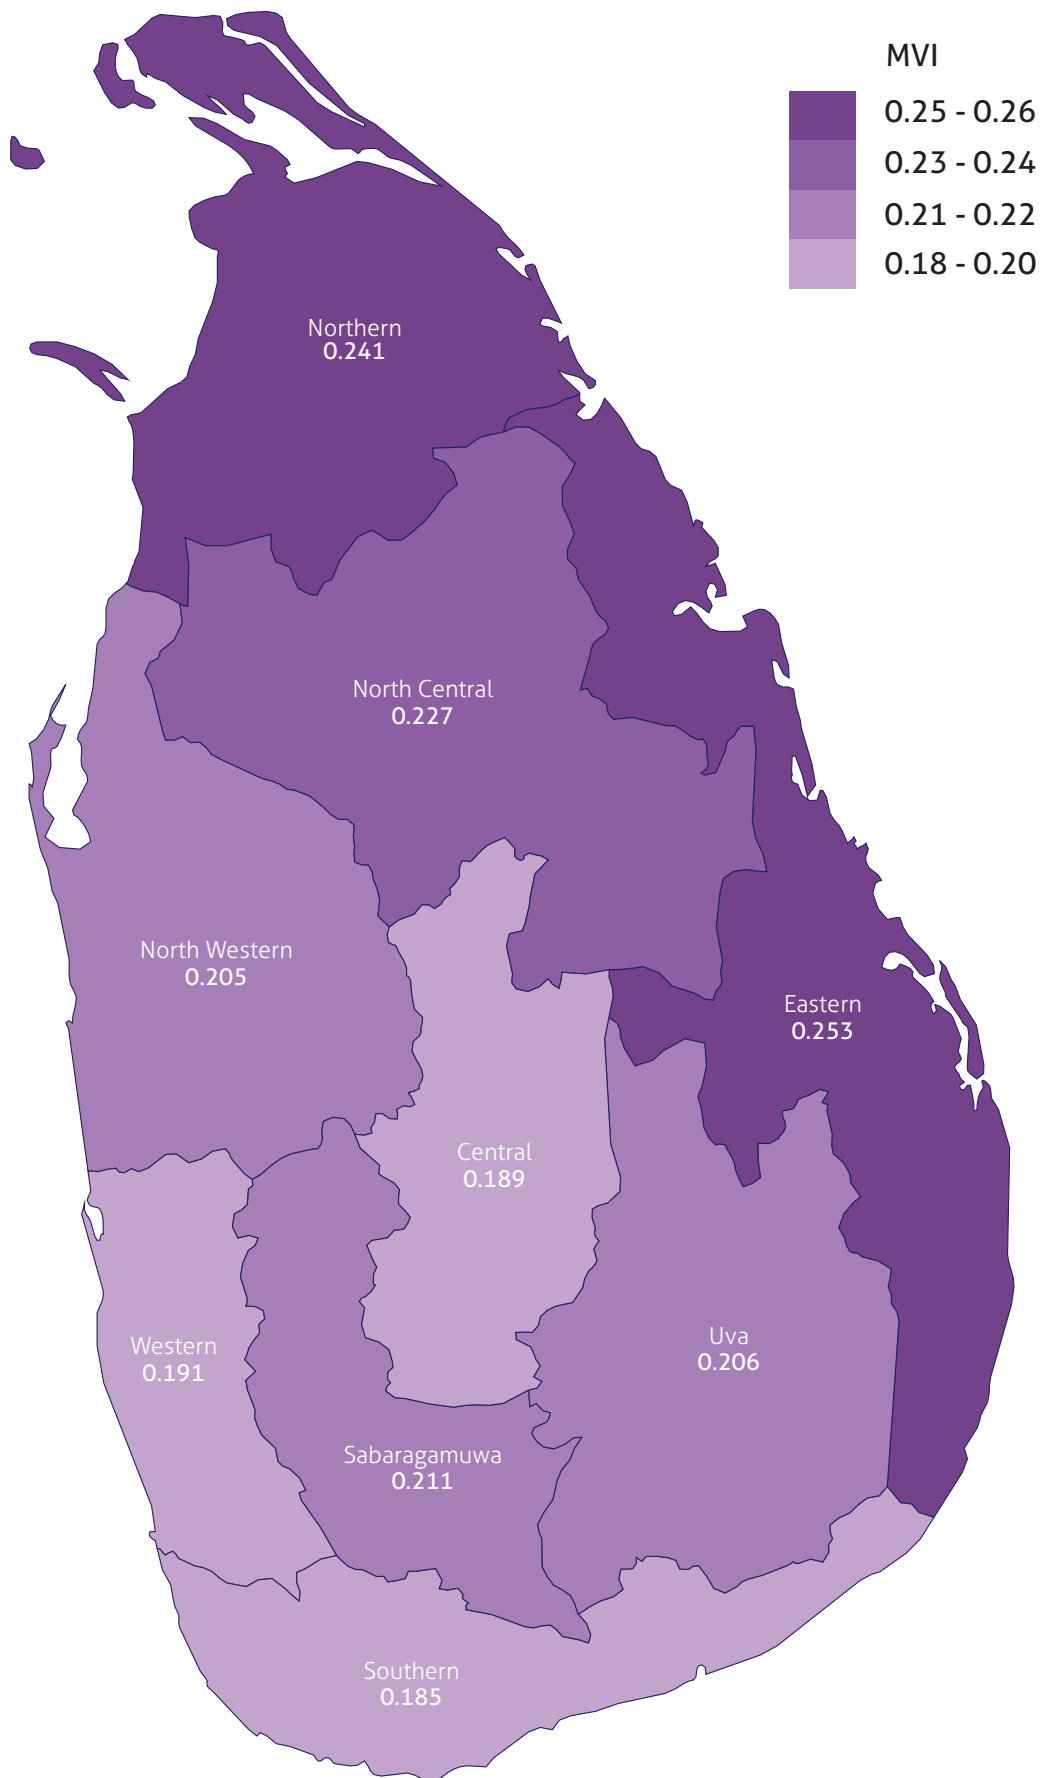 MVI
0.25 - 0.26
0.23 - 0.24
0.21 - 0.22
0.18 - 0.20
Northern
0.241
North Central
0.227
North Western
0.205
Eastern
0.253
Central
0.189
Western
0.191
Uva
0.206
Sabaragamuwa
0.211
Southern
0.185